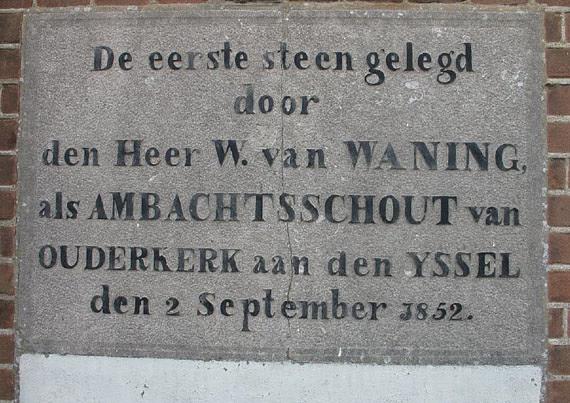 De eerste steen gelegd
door
den Heer W. van WANING,
als AMBACHTSSCHOUT van
OUDERKERK aan den YSSEL
den 2 September 1852.